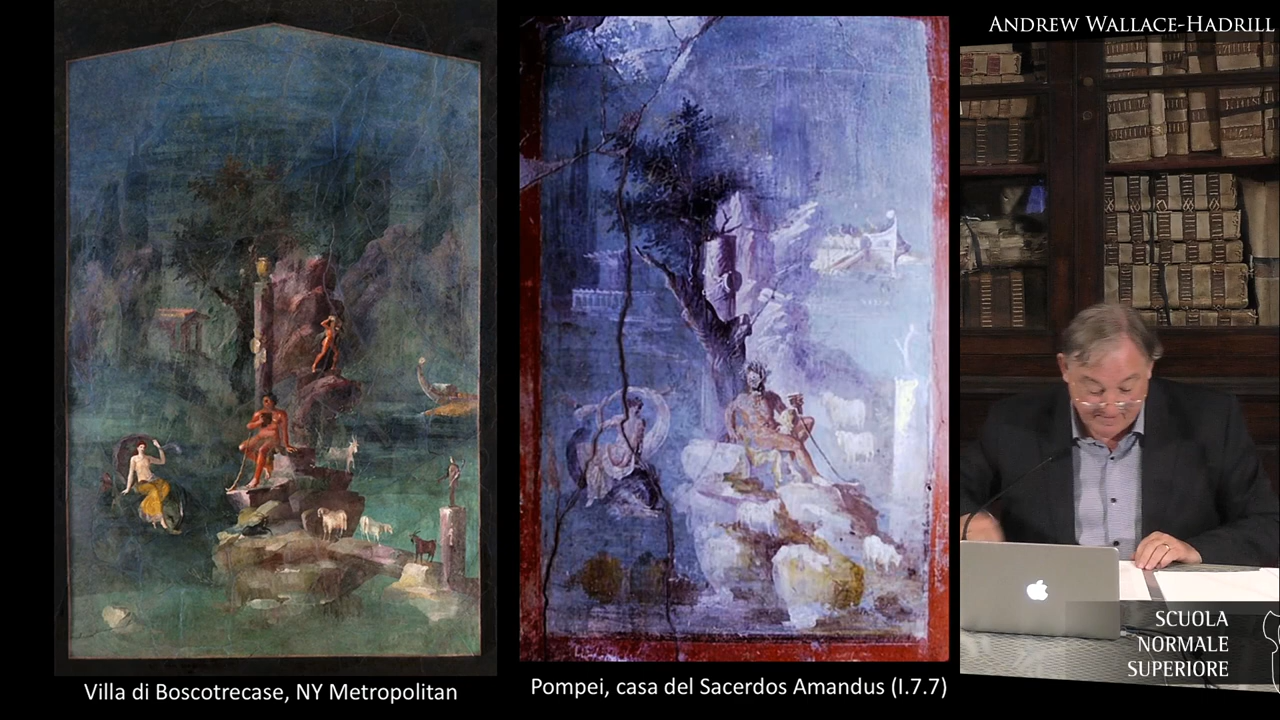 ANDREW WALLACE-HADRILL
Villa di Boscotrecase, NY Metropolitan
Pompei, casa del Sacerdos Amandus (I.7.7)
SCUOLA
NORMALE
SUPERIORE